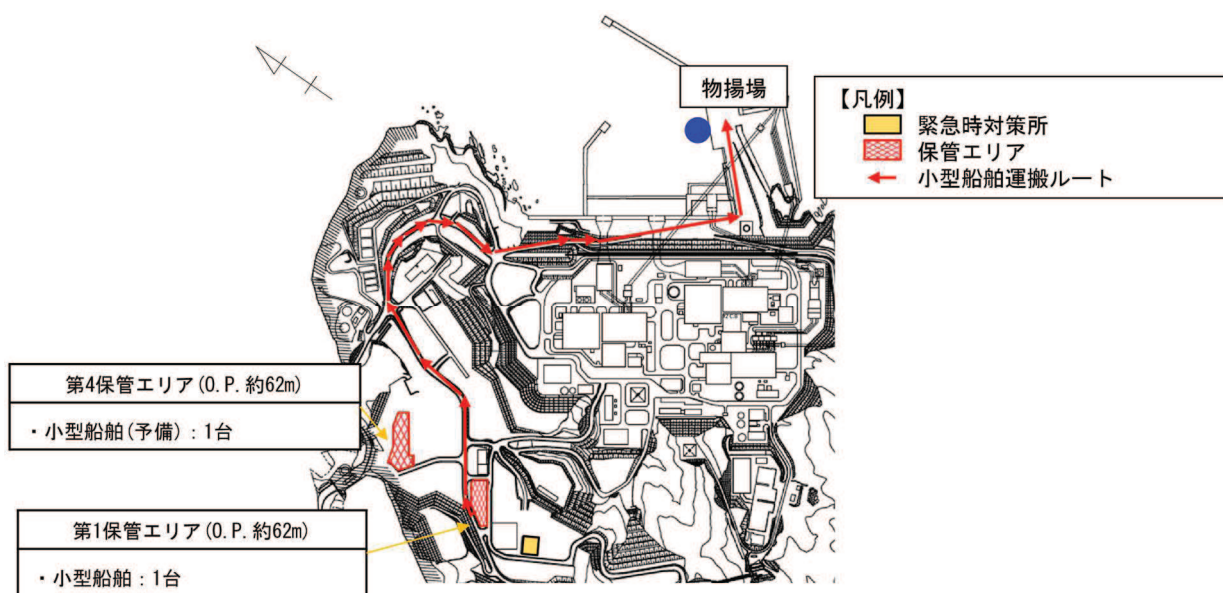 物揚場
【凡例】
緊急時対策所
保管エリア
小型船舶運搬ルート
第4保管エリア(O.P.約62m)
・小型船舶(予備):1台
第1保管エリア(O.P.約62m)
・小型船舶:1台